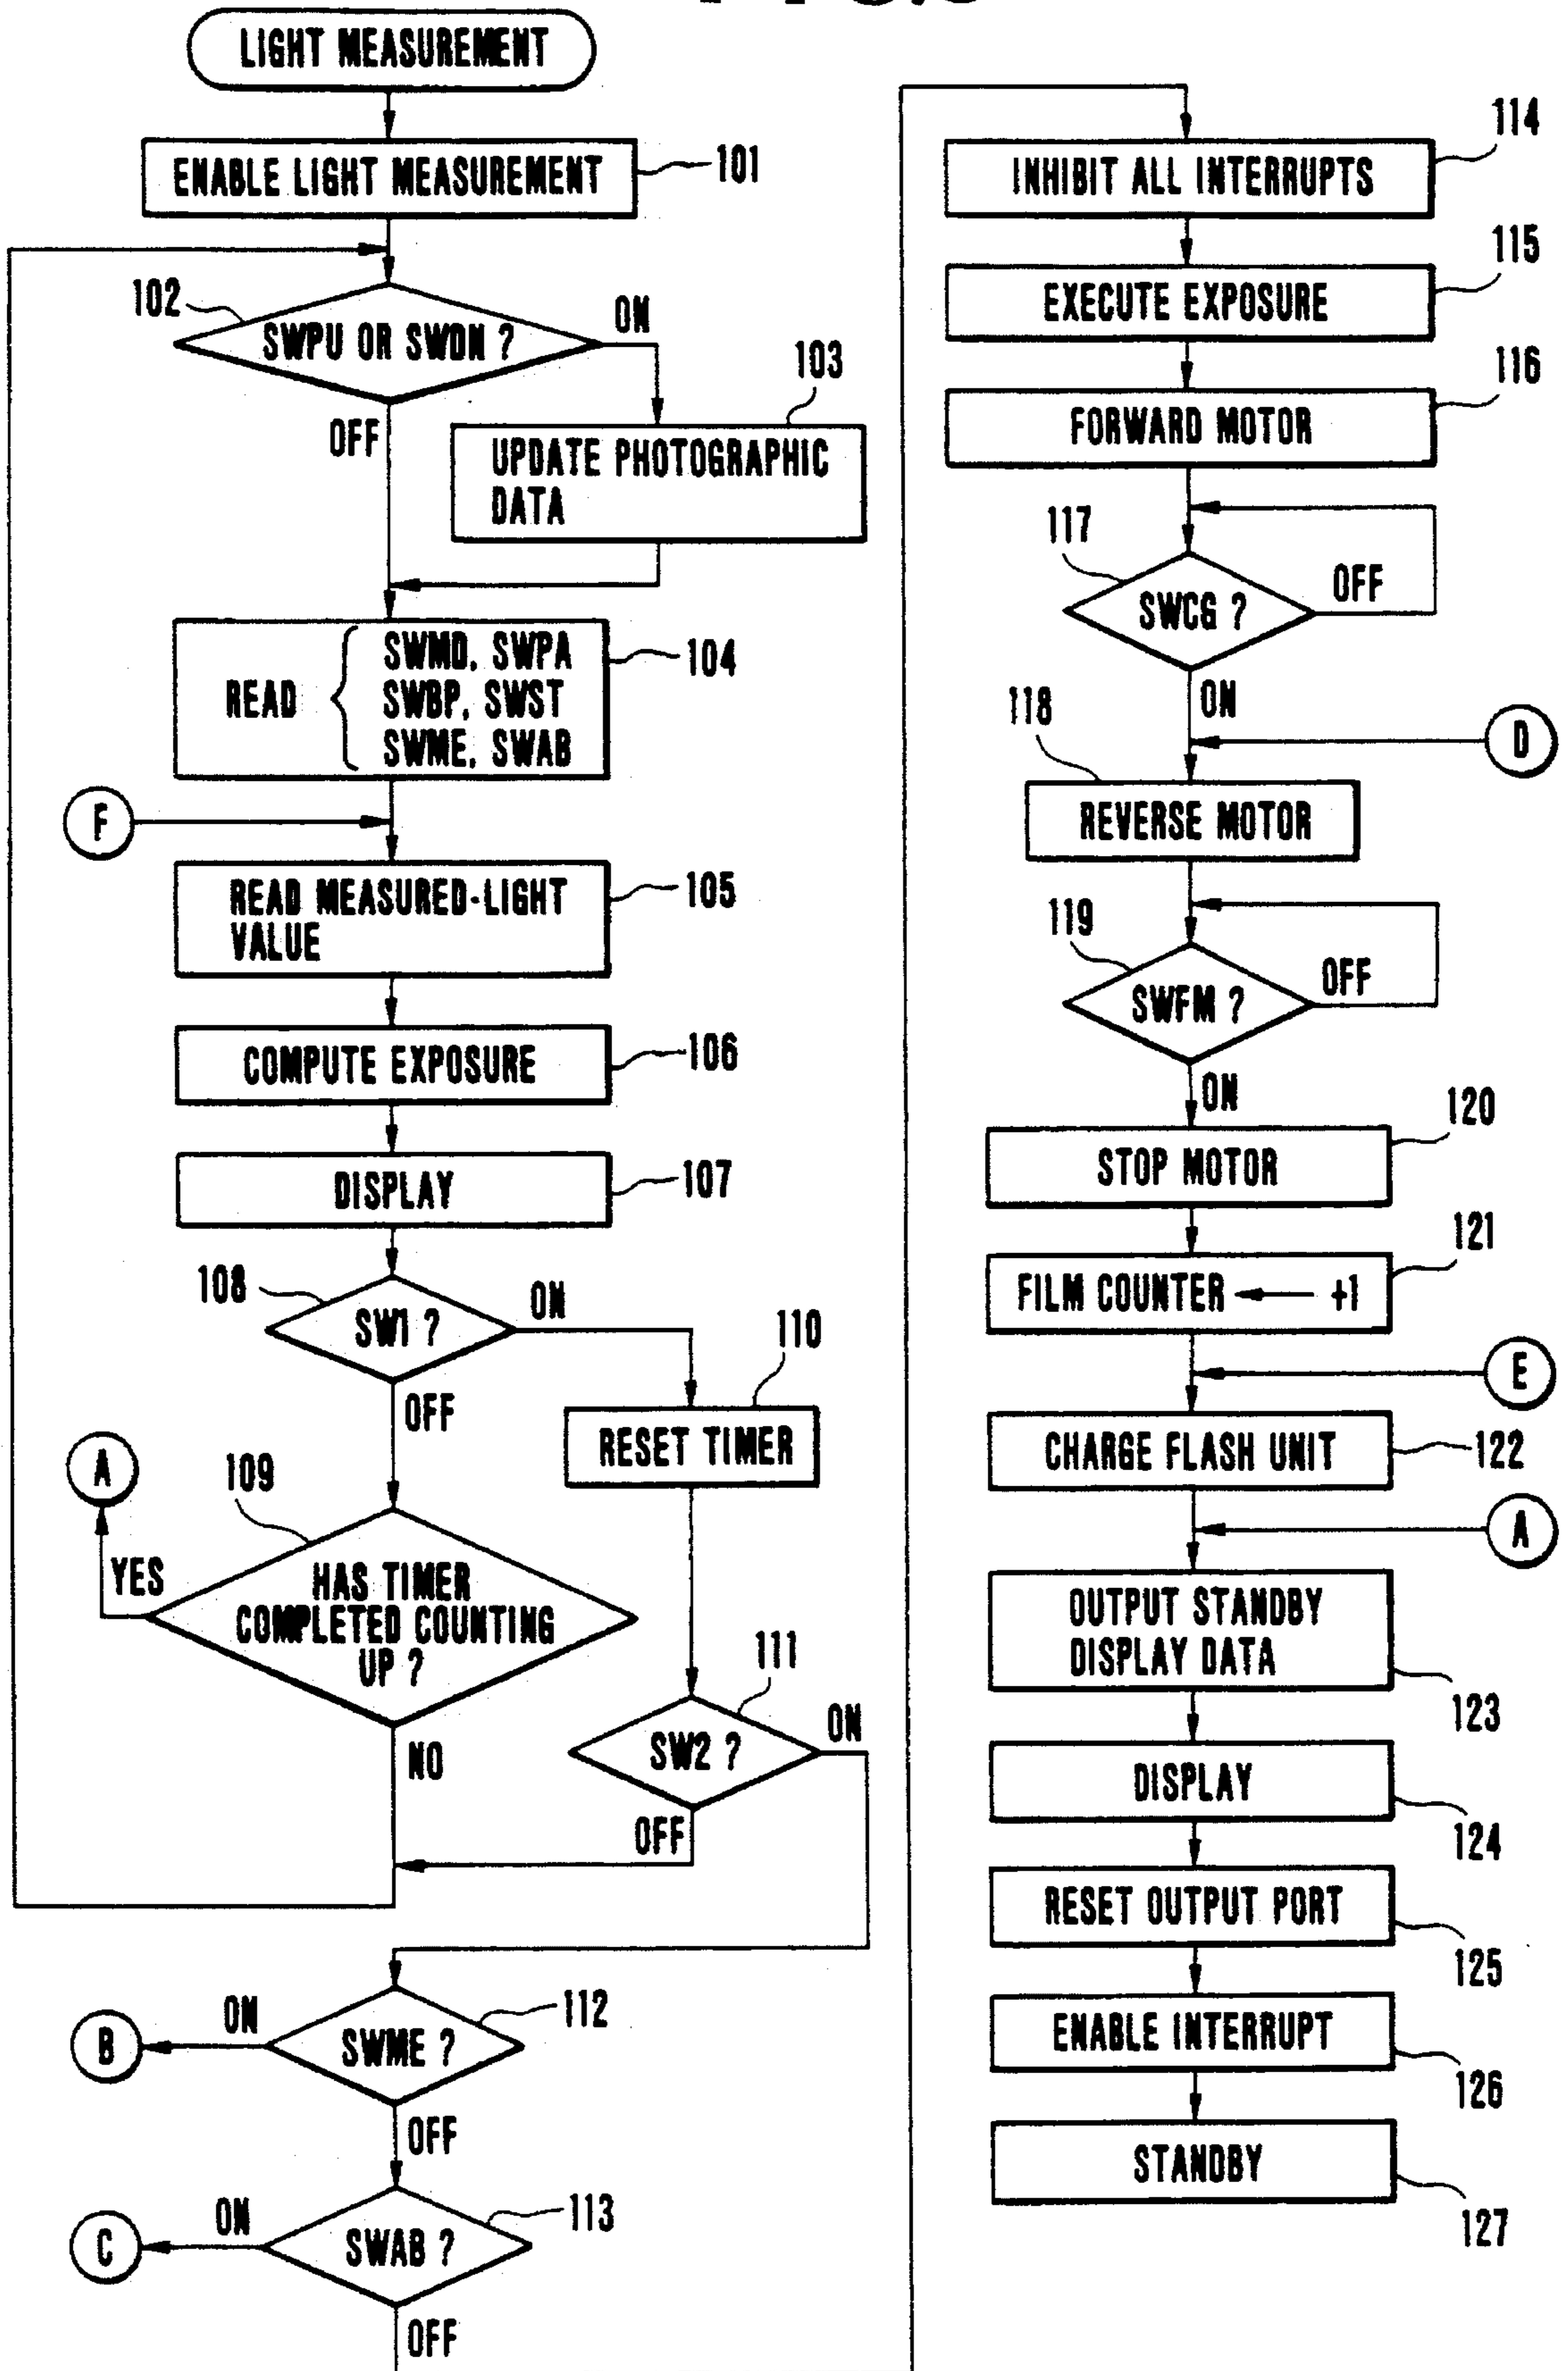 LIGHT MEASUREMENT
ENABLE LIGHT MEASUREMENT
101
102
SWPU OR SWDN ?
ON
OFF
103
UPDATE PHOTOGRAPHIC
DATA
READ
SWMD, SWPA
SWBP, SWST
SWME, SWAB
104
F
READ MEASURED-LIGHT
VALUE
105
COMPUTE EXPOSURE
106
DISPLAY
107
108
SW1 ?
ON
OFF
110
RESET TIMER
A
109
YES
HAS TIMER
COMPLETED COUNTING
UP ?
NO
111
SW2 ?
ON
OFF
112
SWME ?
ON
B
OFF
113
SWAB ?
ON
C
OFF
114
INHIBIT ALL INTERRUPTS
115
EXECUTE EXPOSURE
116
FORWARD MOTOR
117
SWCG ?
OFF
ON
D
118
REVERSE MOTOR
119
SWFM ?
OFF
ON
120
STOP MOTOR
121
FILM COUNTER ← +1
E
CHARGE FLASH UNIT
122
A
OUTPUT STANDBY
DISPLAY DATA
123
DISPLAY
124
RESET OUTPUT PORT
125
ENABLE INTERRUPT
126
STANDBY
127